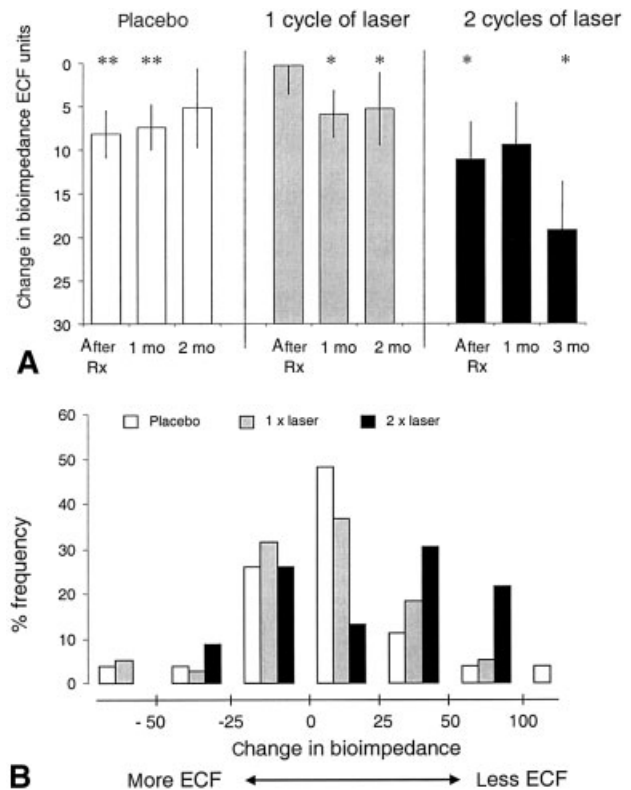 Placebo
1 cycle of laser
2 cycles of laser
Change in bioimpedance ECF units
0
5
10
15
20
25
30
** ** * * * *
After Rx 1 mo 2 mo After Rx 1 mo 2 mo After Rx 1 mo 3 mo
A
60
50
40
30
20
10
0
% frequency
Placebo 1 x laser 2 x laser
- 50 -25 0 25 50 100
Change in bioimpedance
B More ECF Less ECF